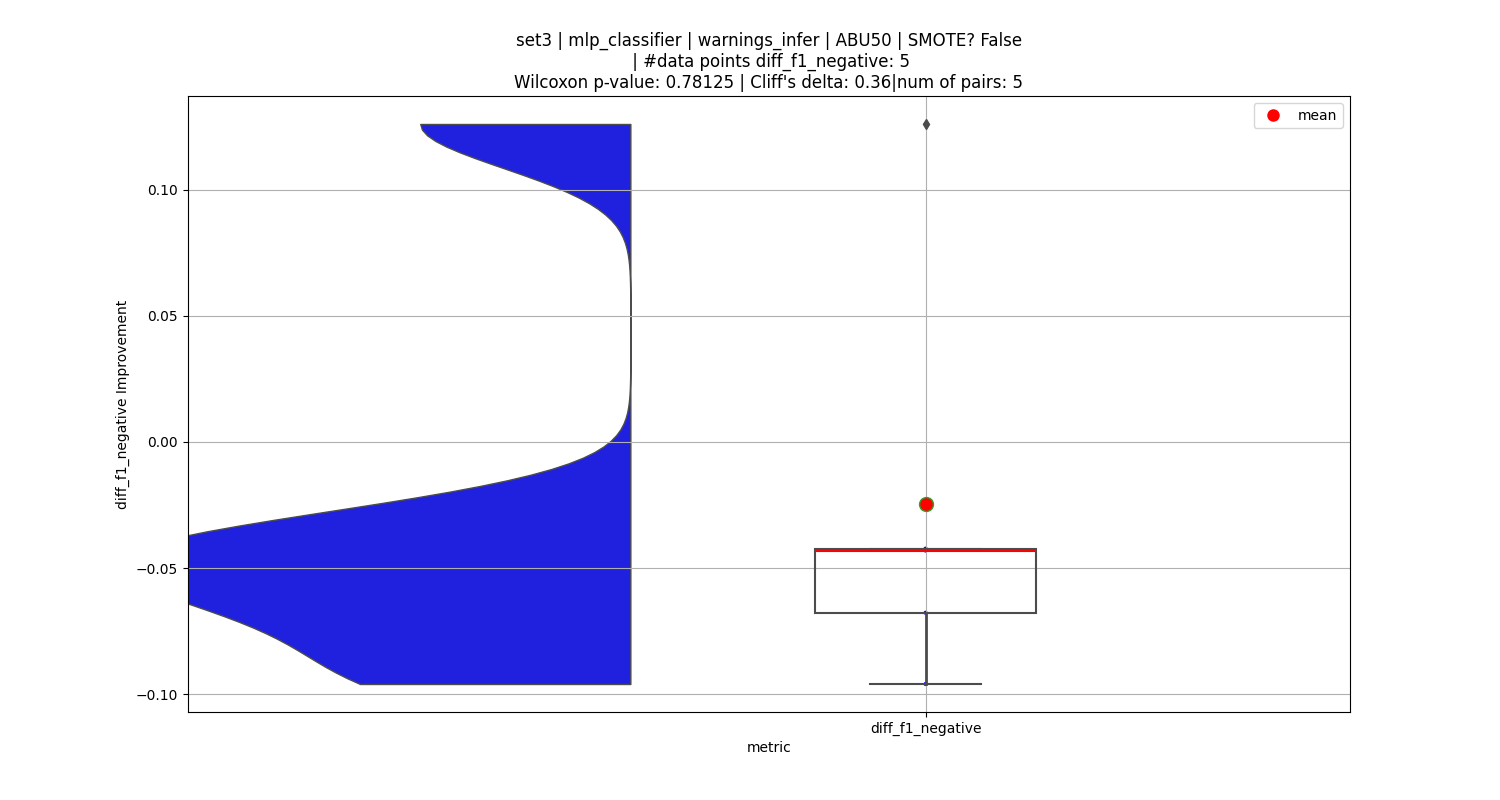 set3 | mlp_classifier | warnings_infer | ABU50 | SMOTE? False
| #data points diff_f1_negative: 5
Wilcoxon p-value: 0.78125 | Cliff's delta: 0.36|num of pairs: 5
mean
0.10
0.05
0.00
−0.05
−0.10
diff_f1_negative Improvement
diff_f1_negative
metric